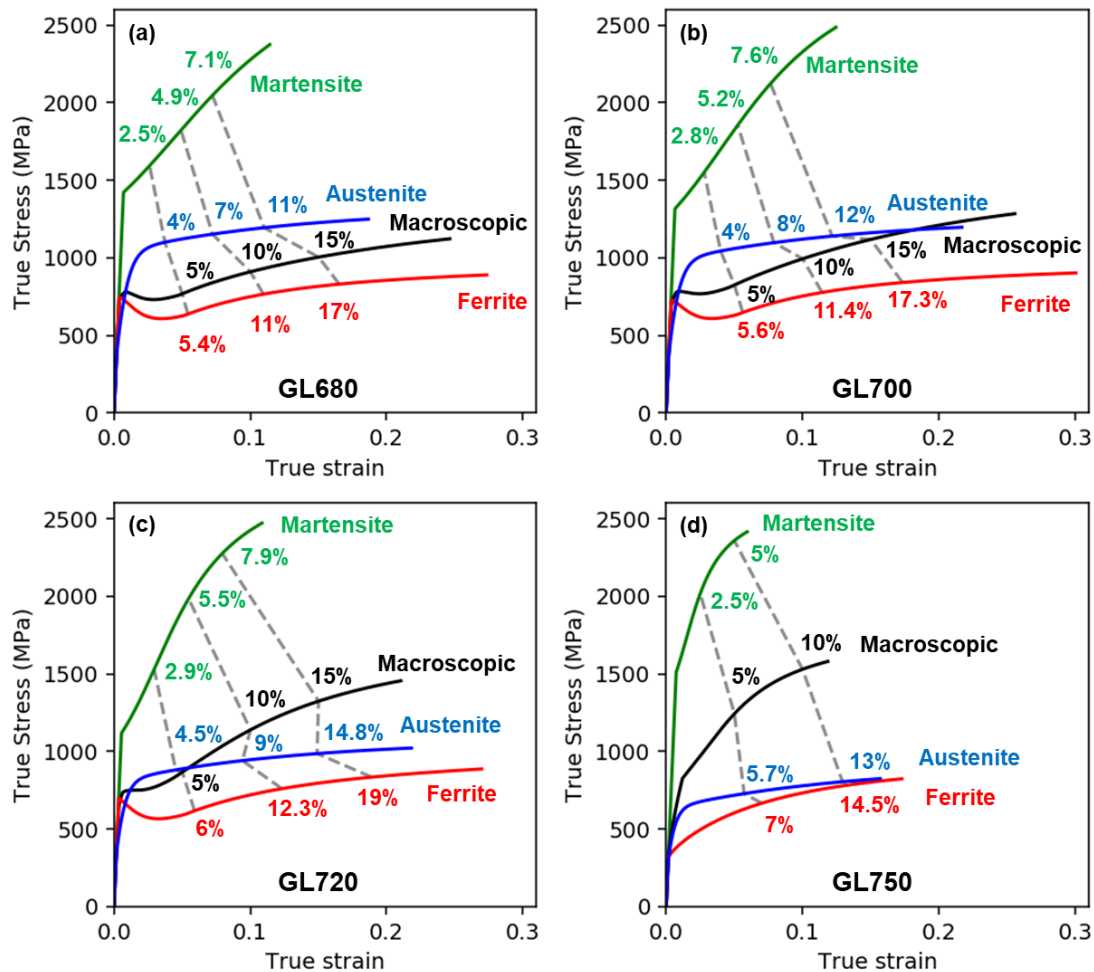 (a)
7.1%
4.9%
2.5%
Martensite
4%
7%
11%
Austenite
Macroscopic
5%
10%
15%
Ferrite
5.4%
11%
17%
GL680
True Stress (MPa)
2500
2000
1500
1000
500
0
0.0 0.1 0.2 0.3
True strain
(b)
7.6%
5.2%
2.8%
Martensite
4%
8%
12%
Austenite
Macroscopic
5%
10%
15%
Ferrite
5.6%
11.4%
17.3%
GL700
True Stress (MPa)
2500
2000
1500
1000
500
0
0.0 0.1 0.2 0.3
True strain
(c)
Martensite
7.9%
5.5%
2.9%
Macroscopic
15%
10%
5%
4.5%
9%
14.8%
Austenite
Ferrite
6%
12.3%
19%
GL720
True Stress (MPa)
2500
2000
1500
1000
500
0
0.0 0.1 0.2 0.3
True strain
(d)
Martensite
5%
2.5%
10%
Macroscopic
5%
5.7%
13%
Austenite
Ferrite
7%
14.5%
GL750
True Stress (MPa)
2500
2000
1500
1000
500
0
0.0 0.1 0.2 0.3
True strain